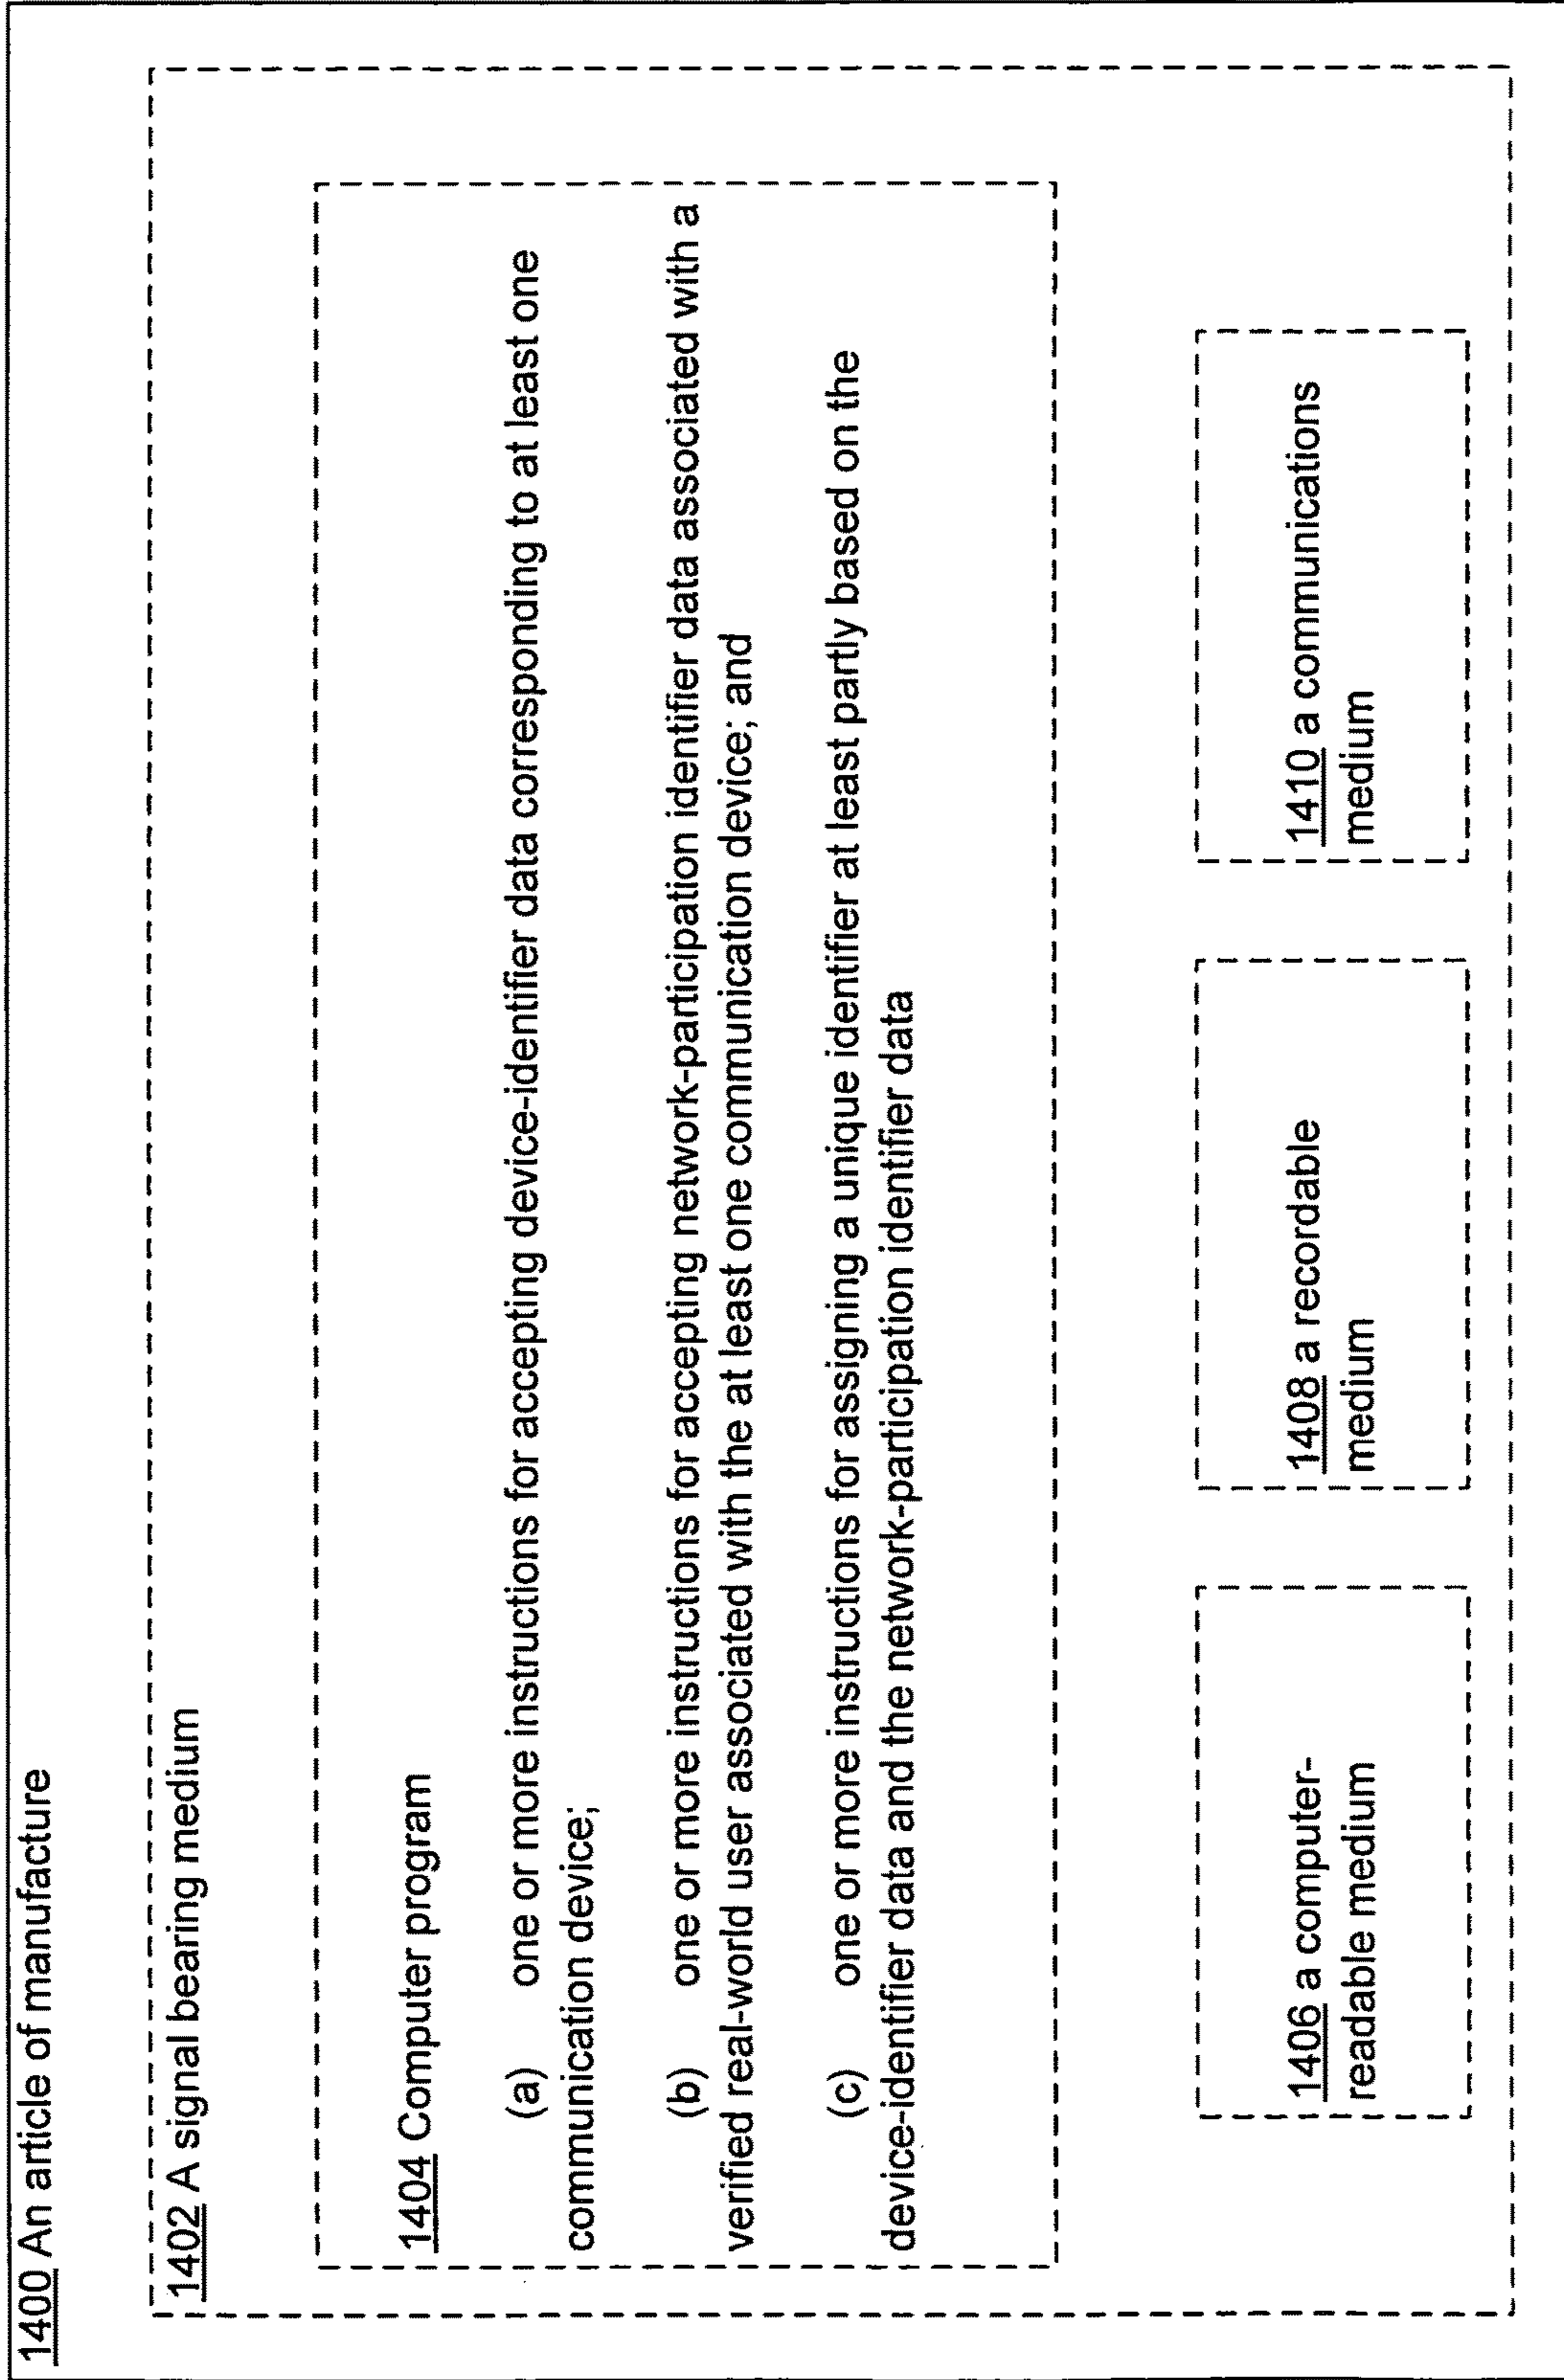 1400 An article of manufacture
1402 A signal bearing medium
1404 Computer program
(a) one or more instructions for accepting device-identifier data corresponding to at least one
communication device;
(b) one or more instructions for accepting network-participation identifier data associated with a
verified real-world user associated with the at least one communication device; and
(c) one or more instructions for assigning a unique identifier at least partly based on the
device-identifier data and the network-participation identifier data
1406 a computer-
readable medium
1408 a recordable
medium
1410 a communications
medium